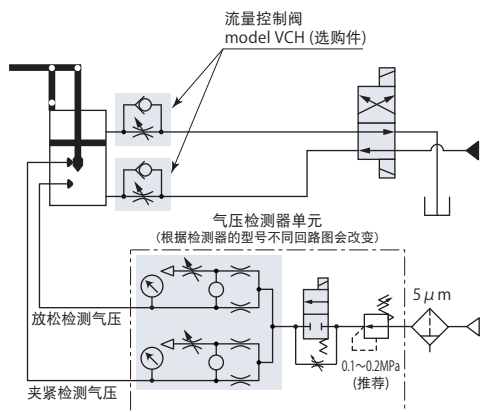 流量控制阀
model VCH (选购件)
气压检测器单元
(根据检测器的型号不同回路图会改变)
5μm
放松检测气压
0.1～0.2MPa
(推荐)
夹紧检测气压